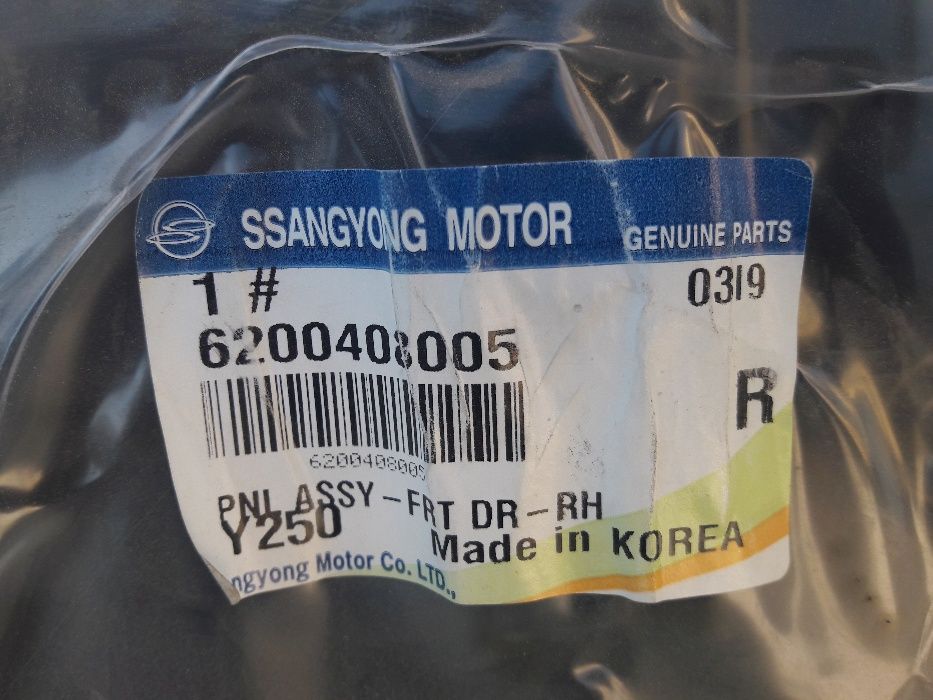 SSANGYONG MOTOR GENUINE PARTS
1 # 03I9
6200408005
R
6200408005
PNL ASSY-FRT DR-RH
Y250 Made in KOREA
ngyong Motor Co. LTD.,